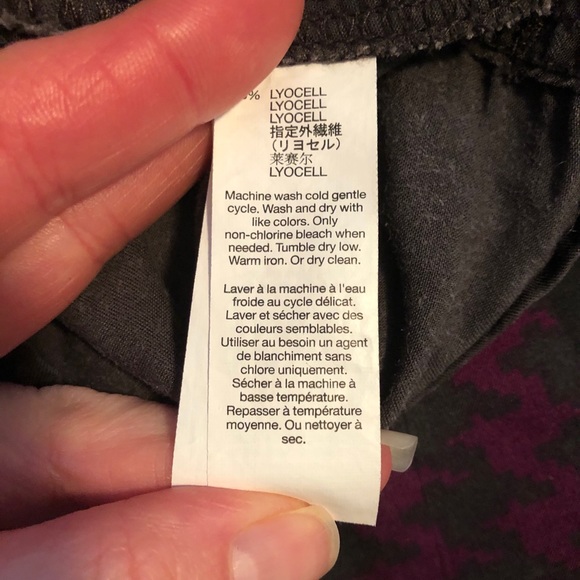 % LYOCELL
LYOCELL
LYOCELL
指定外繊維
(リヨセル)
莱赛尔
LYOCELL
Machine wash cold gentle
cycle. Wash and dry with
like colors. Only
non-chlorine bleach when
needed. Tumble dry low.
Warm iron. Or dry clean.
Laver à la machine à l'eau
froide au cycle délicat.
Laver et sécher avec des
couleurs semblables.
Utiliser au besoin un agent
de blanchiment sans
chlore uniquement.
Sécher à la machine à
basse température.
Repasser à température
moyenne. Ou nettoyer à
sec.